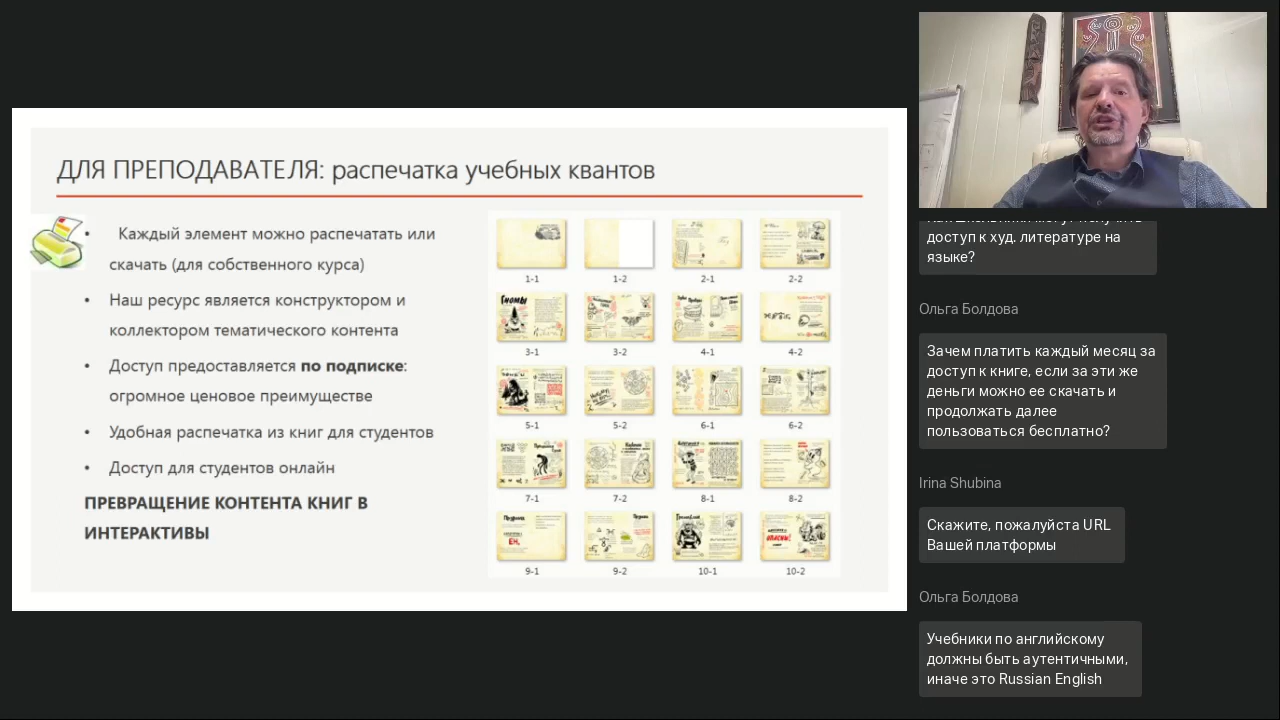 ДЛЯ ПРЕПОДАВАТЕЛЯ: распечатка учебных квантов
• Каждый элемент можно распечатать или
скачать (для собственного курса)
• Наш ресурс является конструктором и
коллектором тематического контента
• Доступ предоставляется по подписке:
огромное ценовое преимуществе
• Удобная распечатка из книг для студентов
• Доступ для студентов онлайн
ПРЕВРАЩЕНИЕ КОНТЕНТА КНИГ В
ИНТЕРАКТИВЫ
1-1 1-2 2-1 2-2
Гномы
3-1 3-2 4-1 4-2
5-1 5-2 6-1 6-2
7-1 7-2 8-1 8-2
9-1 9-2 10-1 10-2
доступ к худ. литературе на
языке?
Ольга Болдова
Зачем платить каждый месяц за
доступ к книге, если за эти же
деньги можно ее скачать и
продолжать далее
пользоваться бесплатно?
Irina Shubina
Скажите, пожалуйста URL
Вашей платформы
Ольга Болдова
Учебники по английскому
должны быть аутентичными,
иначе это Russian English